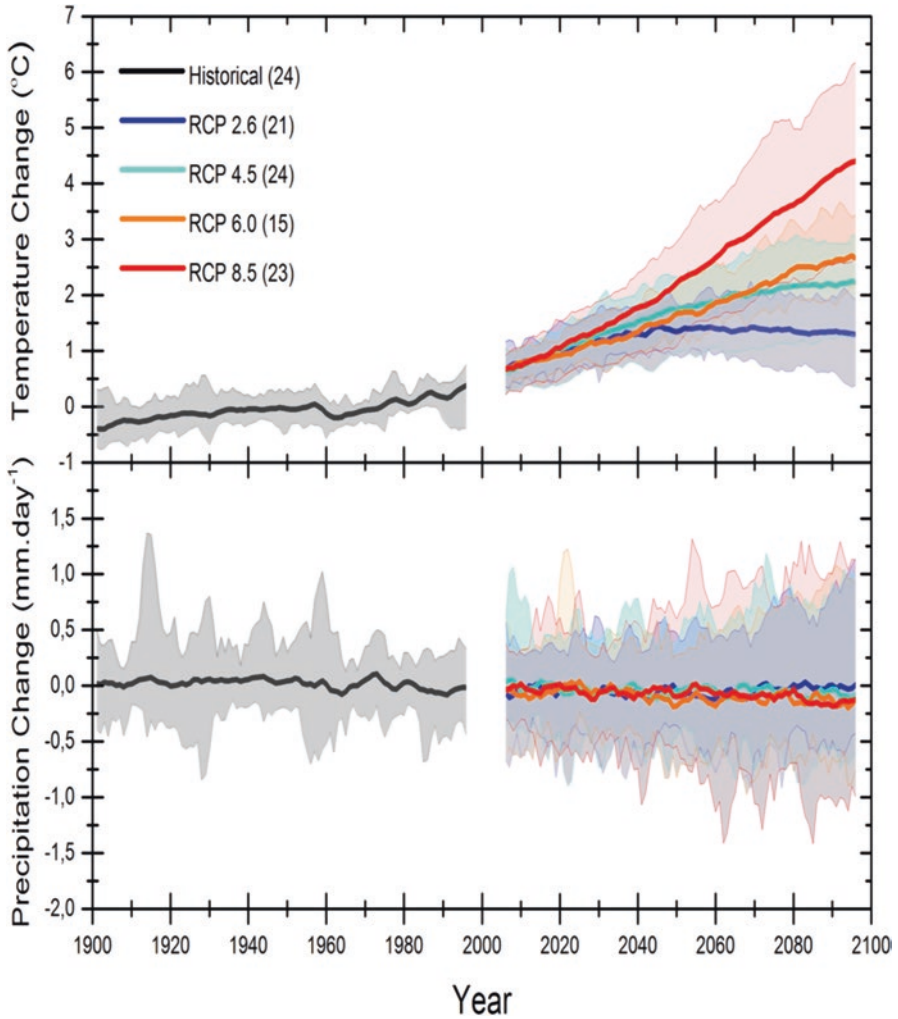 Temperature Change (°C)
7
6
5
4
3
2
1
0
-1
Historical (24)
RCP 2.6 (21)
RCP 4.5 (24)
RCP 6.0 (15)
RCP 8.5 (23)
Precipitation Change (mm.day⁻¹)
1,5
1,0
0,5
0,0
-0,5
-1,0
-1,5
-2,0
1900 1920 1940 1960 1980 2000 2020 2040 2060 2080 2100
Year